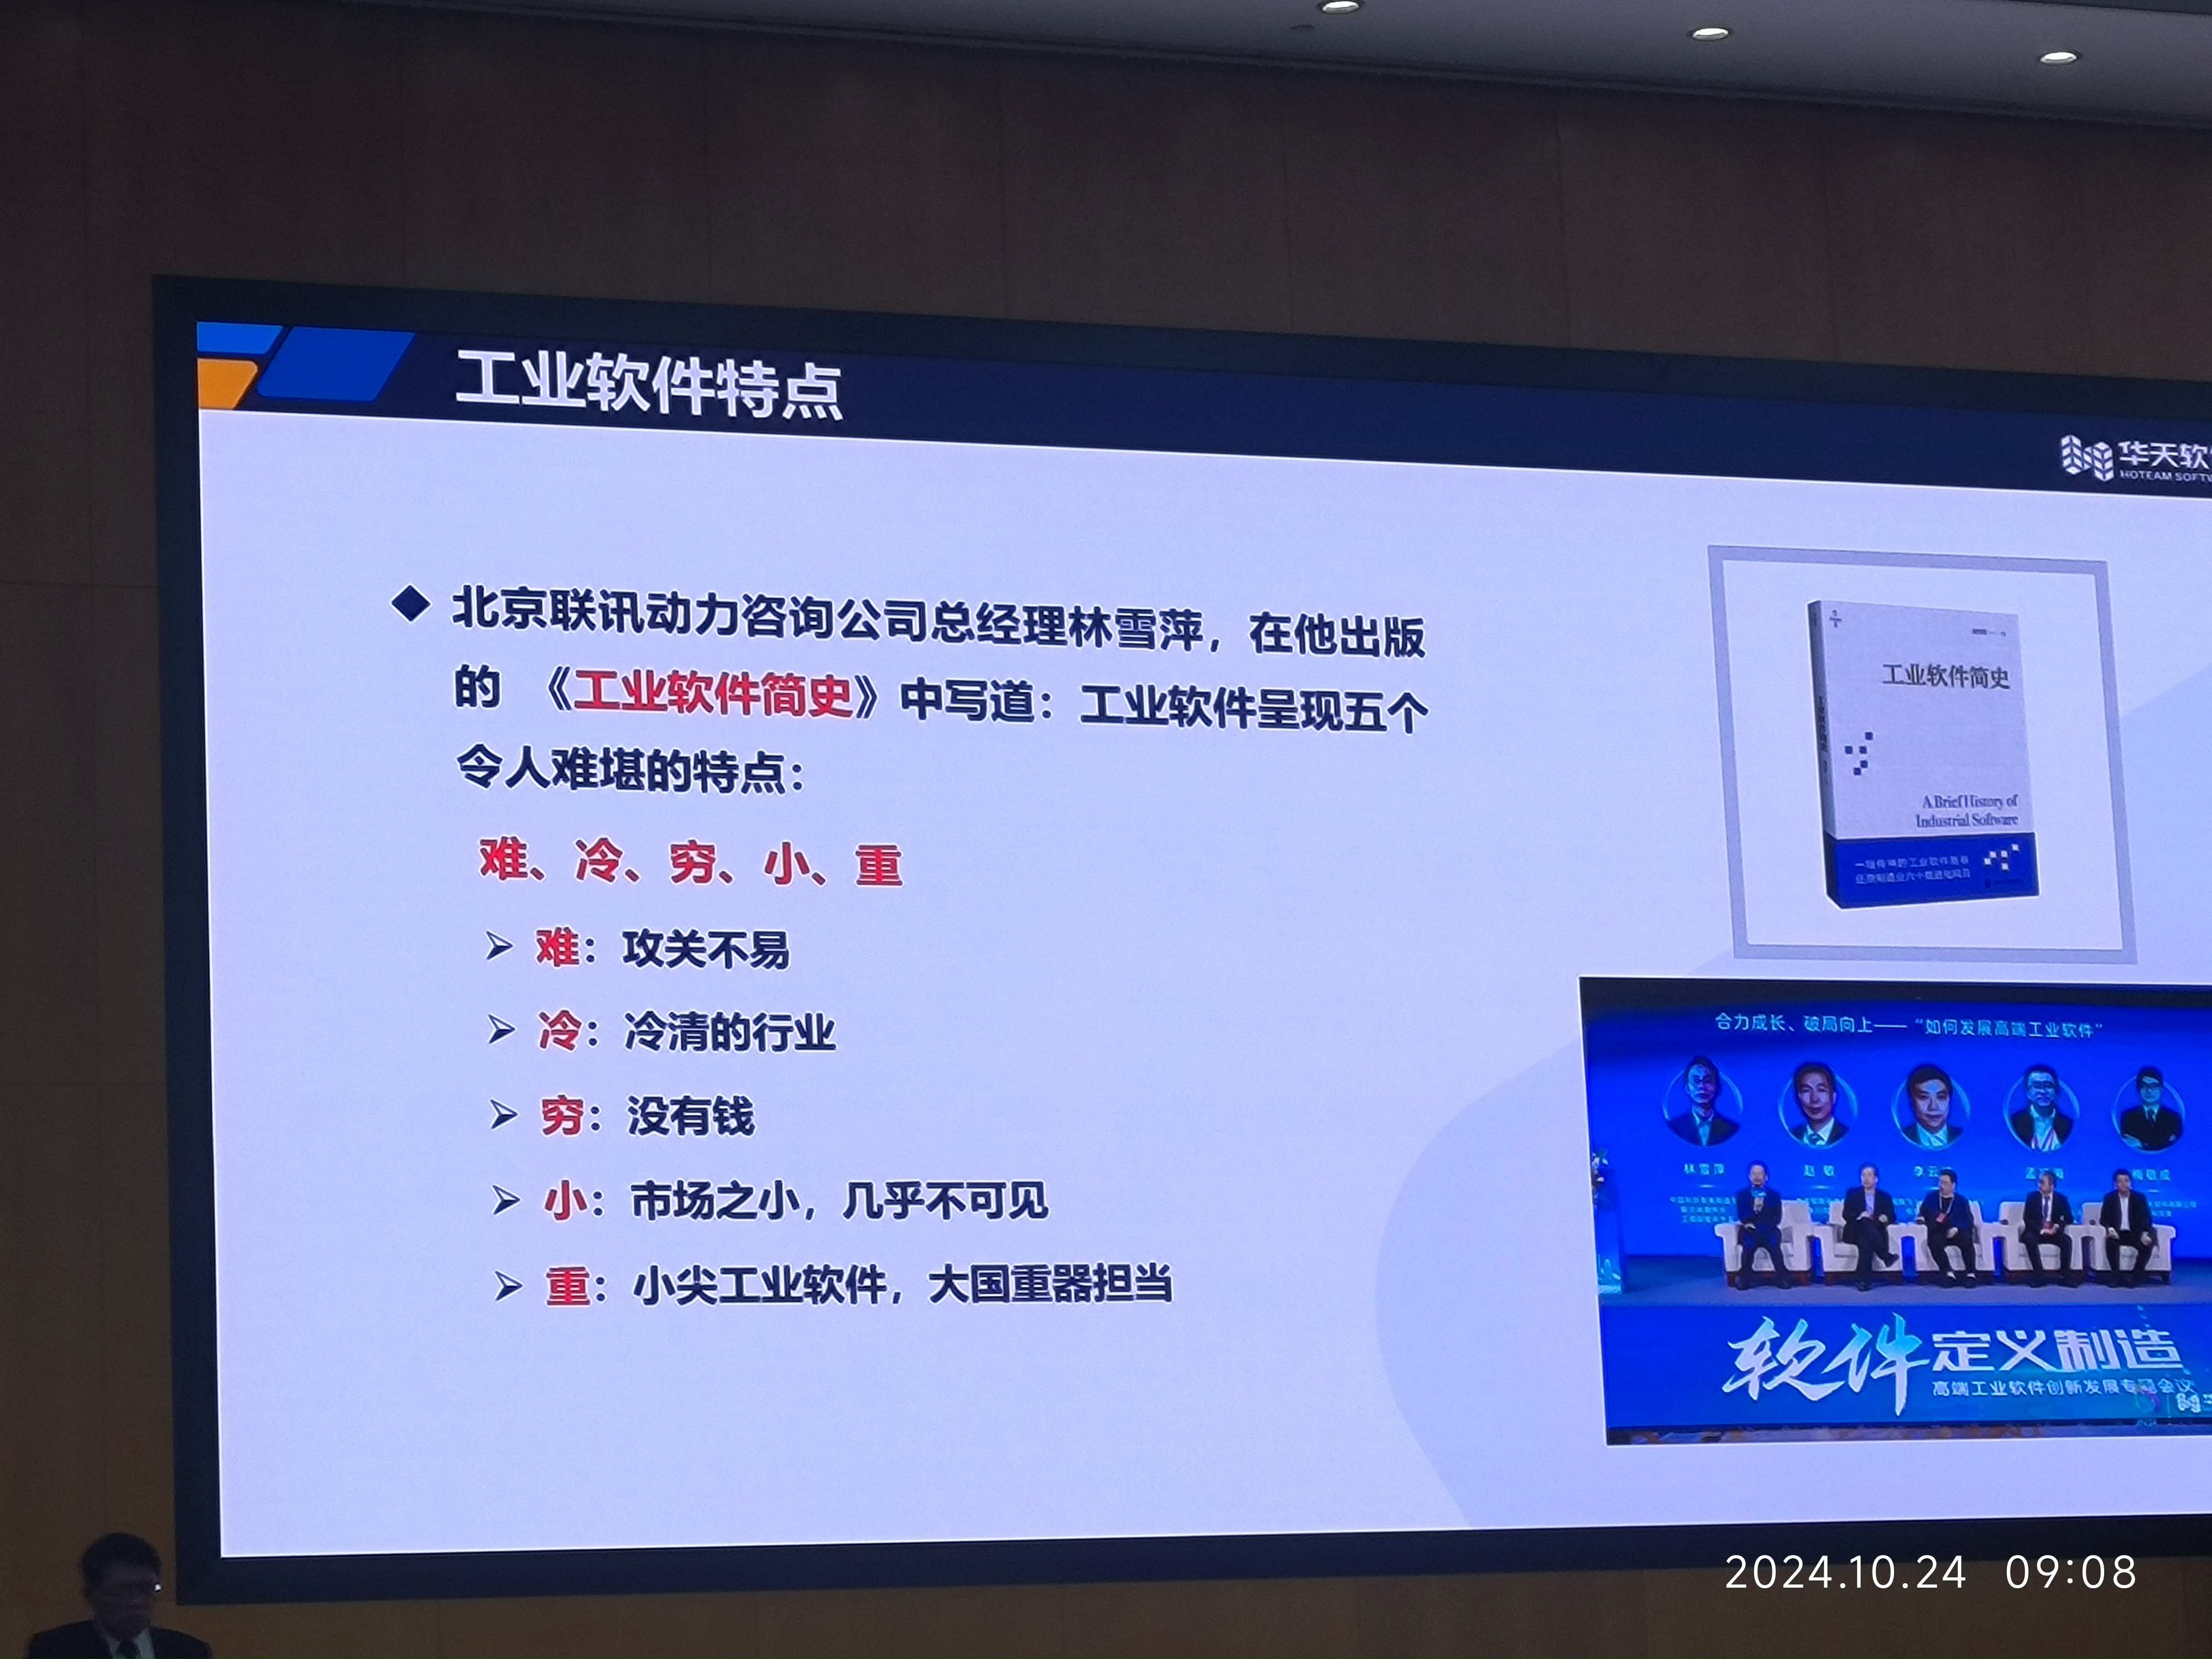 工业软件特点
华天软
HOTEAM SOFTW
◆ 北京联讯动力咨询公司总经理林雪萍，在他出版
的 《工业软件简史》中写道：工业软件呈现五个
令人难堪的特点：
难、冷、穷、小、重
➢ 难：攻关不易
➢ 冷：冷清的行业
➢ 穷：没有钱
➢ 小：市场之小，几乎不可见
➢ 重：小尖工业软件，大国重器担当
工业软件简史
A Brief History of
Industrial Software
合力成长、破局向上——“如何发展高端工业软件”
林雪萍
赵 敏
软件定义制造
高端工业软件创新发展专题会议
2024.10.24 09:08